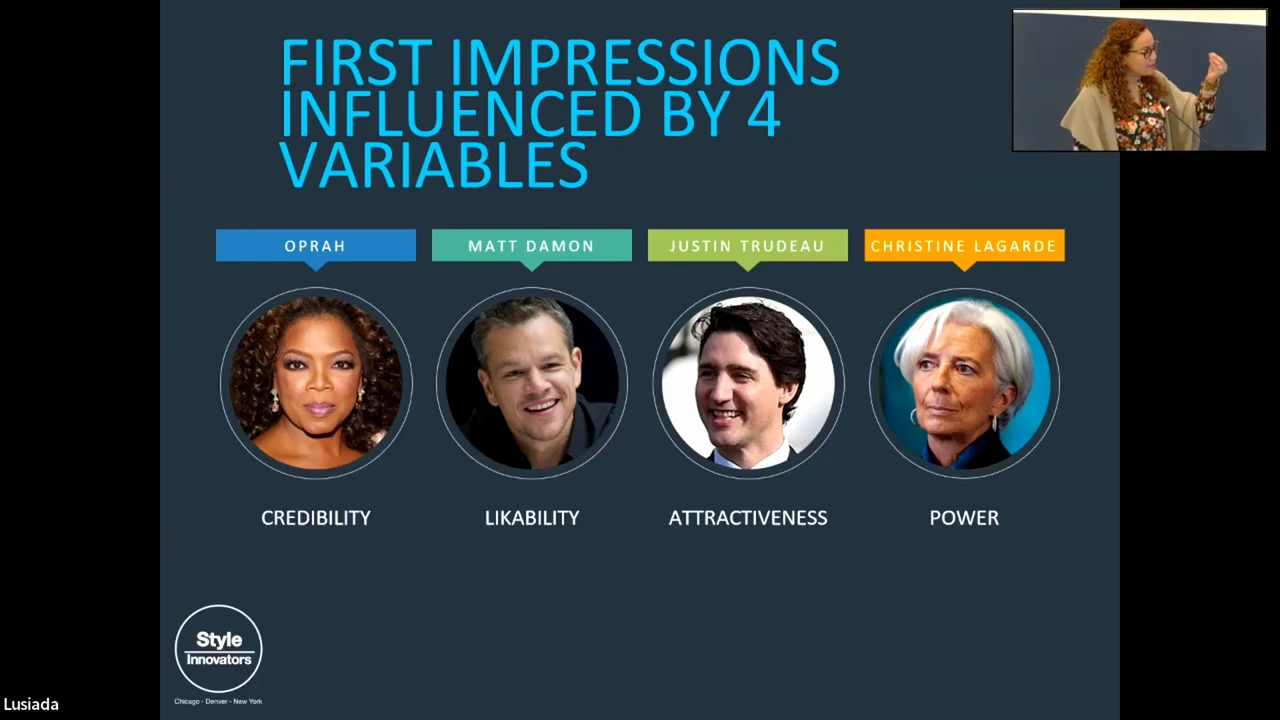 FIRST IMPRESSIONS
INFLUENCED BY 4
VARIABLES
OPRAH
MATT DAMON
JUSTIN TRUDEAU
CHRISTINE LAGARDE
CREDIBILITY
LIKABILITY
ATTRACTIVENESS
POWER
Style
Innovators
Chicago - Denver - New York
Lusiada